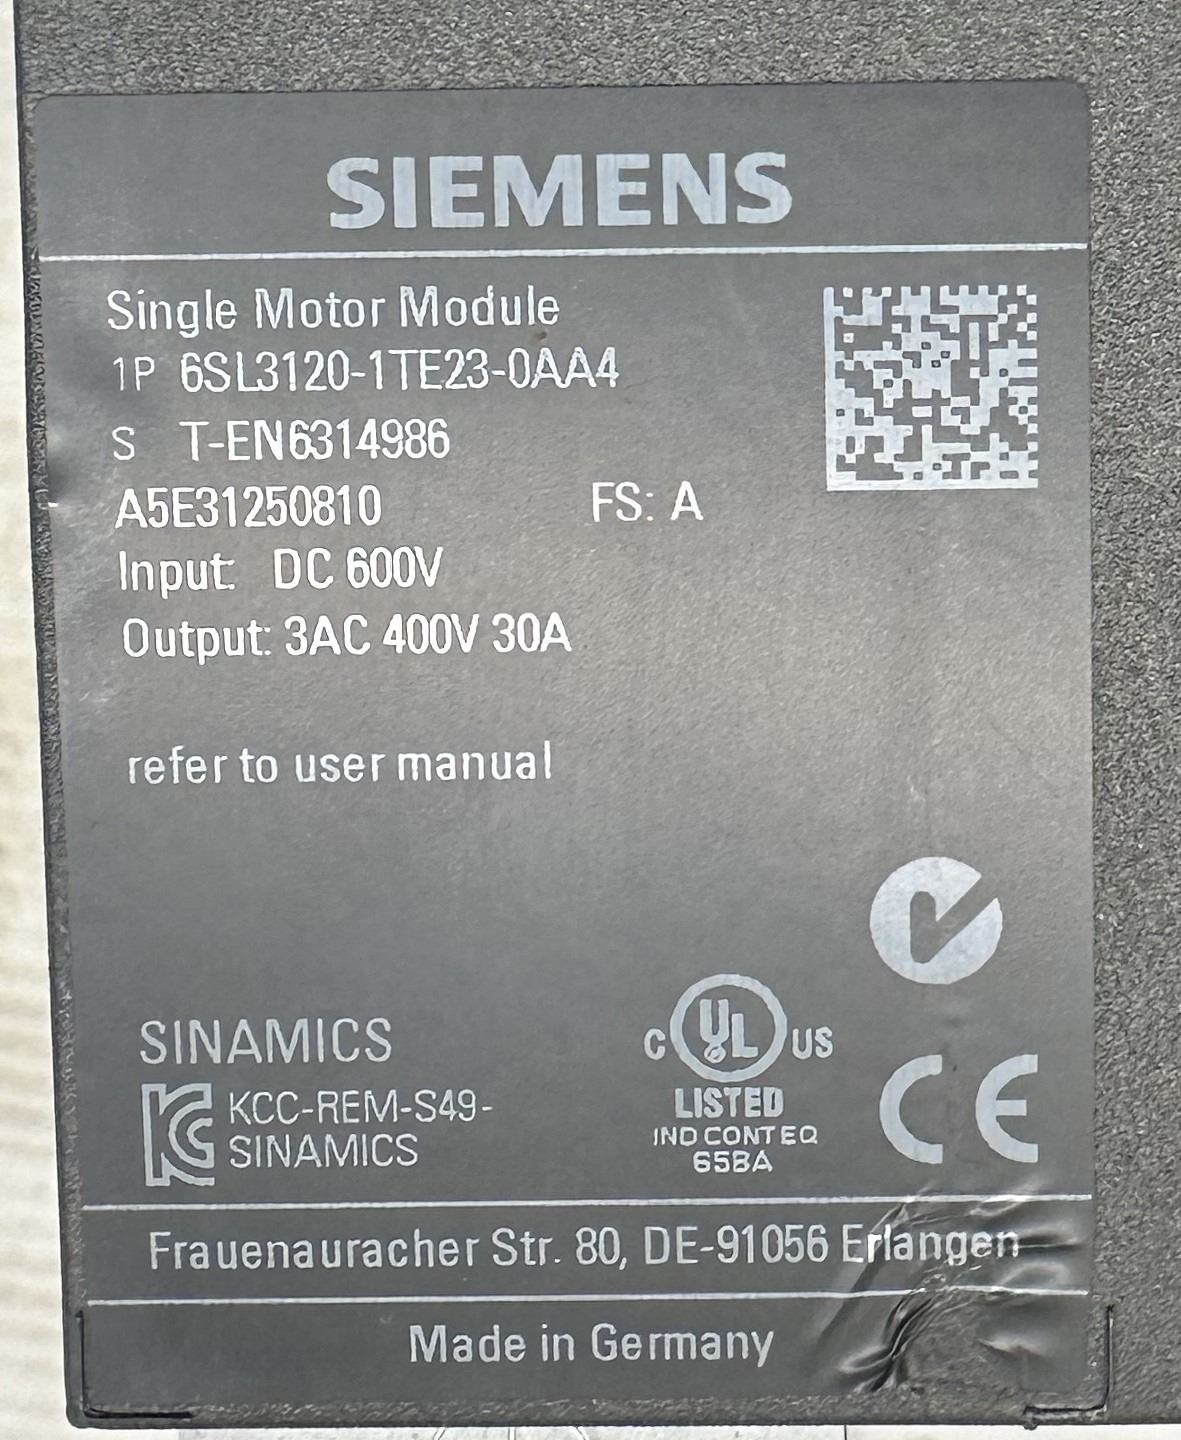 SIEMENS
Single Motor Module
1P 6SL3120-1TE23-0AA4
S T-EN6314986
A5E31250810 FS: A
Input: DC 600V
Output: 3AC 400V 30A
refer to user manual
SINAMICS
KCC-REM-S49-
SINAMICS
C UL US
LISTED
IND CONT EQ
65BA
CE
Frauenauracher Str. 80, DE-91056 Erlangen
Made in Germany